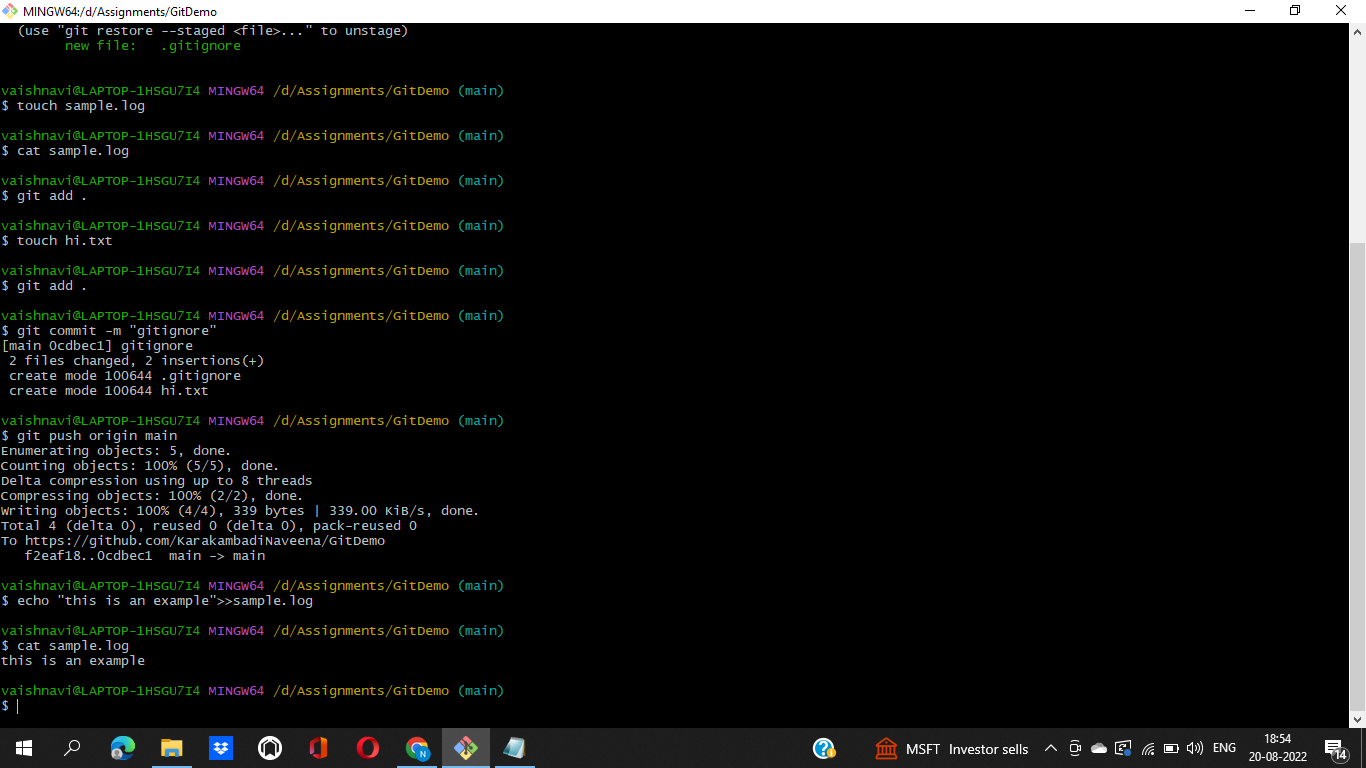 MINGW64:/d/Assignments/GitDemo
(use "git restore --staged <file>..." to unstage)
new file:   .gitignore
vaishnavi@LAPTOP-1HSGU7I4 MINGW64 /d/Assignments/GitDemo (main)
$ touch sample.log
vaishnavi@LAPTOP-1HSGU7I4 MINGW64 /d/Assignments/GitDemo (main)
$ cat sample.log
vaishnavi@LAPTOP-1HSGU7I4 MINGW64 /d/Assignments/GitDemo (main)
$ git add .
vaishnavi@LAPTOP-1HSGU7I4 MINGW64 /d/Assignments/GitDemo (main)
$ touch hi.txt
vaishnavi@LAPTOP-1HSGU7I4 MINGW64 /d/Assignments/GitDemo (main)
$ git add .
vaishnavi@LAPTOP-1HSGU7I4 MINGW64 /d/Assignments/GitDemo (main)
$ git commit -m "gitignore"
[main 0cdbec1] gitignore
2 files changed, 2 insertions(+)
create mode 100644 .gitignore
create mode 100644 hi.txt
vaishnavi@LAPTOP-1HSGU7I4 MINGW64 /d/Assignments/GitDemo (main)
$ git push origin main
Enumerating objects: 5, done.
Counting objects: 100% (5/5), done.
Delta compression using up to 8 threads
Compressing objects: 100% (2/2), done.
Writing objects: 100% (4/4), 339 bytes | 339.00 KiB/s, done.
Total 4 (delta 0), reused 0 (delta 0), pack-reused 0
To https://github.com/KarakambadiNaveena/GitDemo
f2eaf18..0cdbec1  main -> main
vaishnavi@LAPTOP-1HSGU7I4 MINGW64 /d/Assignments/GitDemo (main)
$ echo "this is an example">>sample.log
vaishnavi@LAPTOP-1HSGU7I4 MINGW64 /d/Assignments/GitDemo (main)
$ cat sample.log
this is an example
vaishnavi@LAPTOP-1HSGU7I4 MINGW64 /d/Assignments/GitDemo (main)
$
N
MSFT Investor sells
ENG
18:54
20-08-2022
14